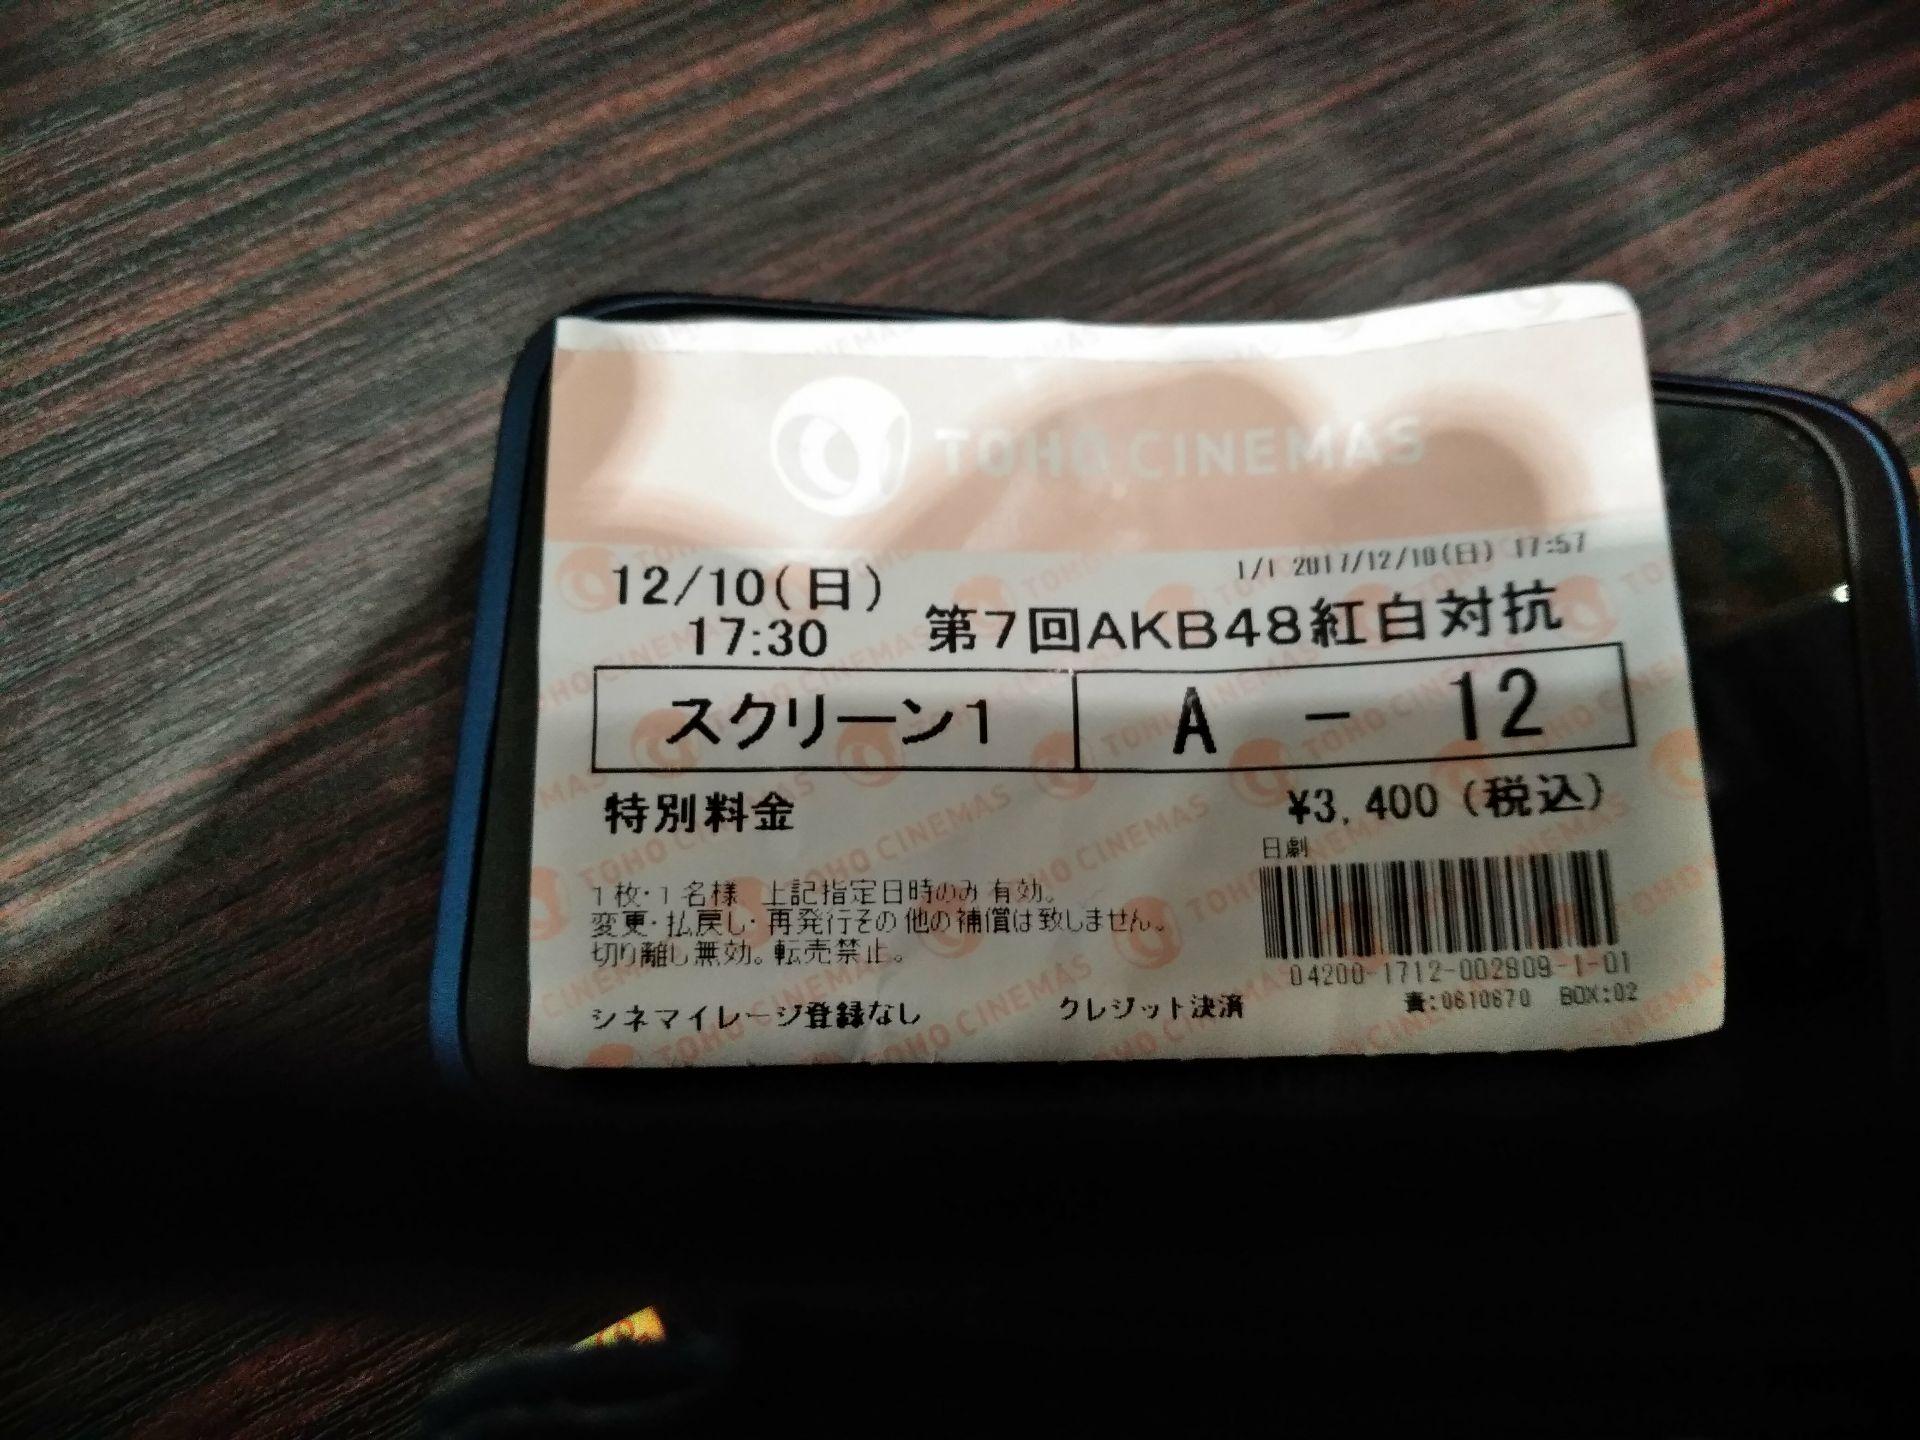 TOHO CINEMAS
1/1 2017/12/10(日) 17:57
12/10(日)
17:30 第7回AKB48紅白対抗
スクリーン1 A - 12
特別料金 ¥3,400(税込)
日劇
1枚・1名様 上記指定日時のみ有効。
変更・払戻し・再発行その他の補償は致しません。
切り離し無効。転売禁止。
04200-1712-002809-1-01
シネマイレージ登録なし クレジット決済 責:0610670 BOX:02